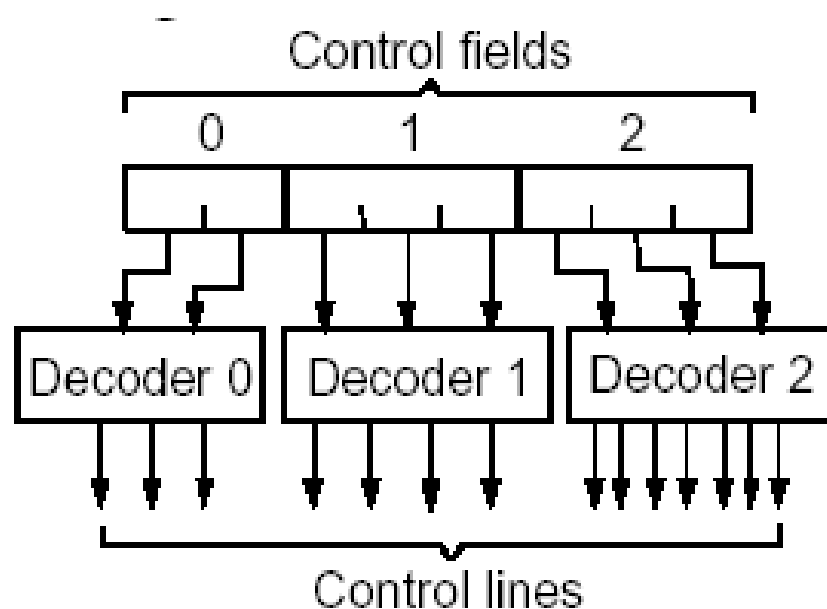 Control fields
0 1 2
Decoder 0 Decoder 1 Decoder 2
Control lines